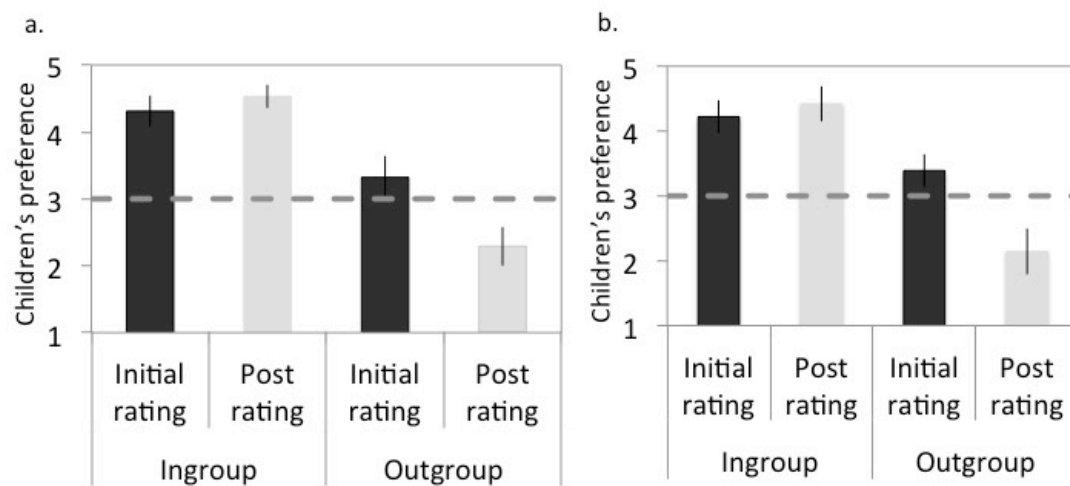 a.
Children's preference
5
4
3
2
1
Initial rating
Post rating
Initial rating
Post rating
Ingroup
Outgroup
b.
Children's preference
5
4
3
2
1
Initial rating
Post rating
Initial rating
Post rating
Ingroup
Outgroup